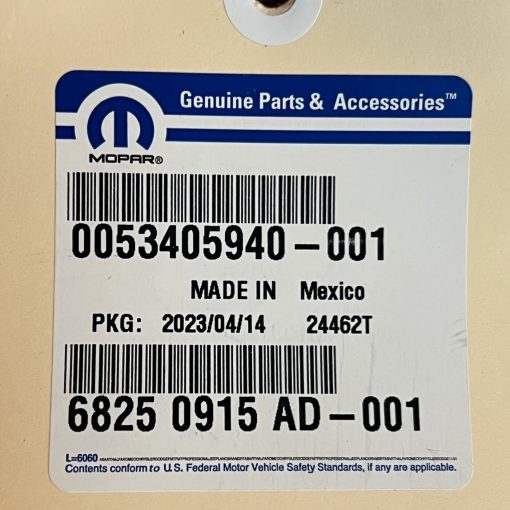 Genuine Parts & Accessories™
MOPAR®
0053405940-001
MADE IN Mexico
PKG: 2023/04/14 24462T
6825 0915 AD-001
L=6060
Contents conform to U.S. Federal Motor Vehicle Safety Standards, if any are applicable.